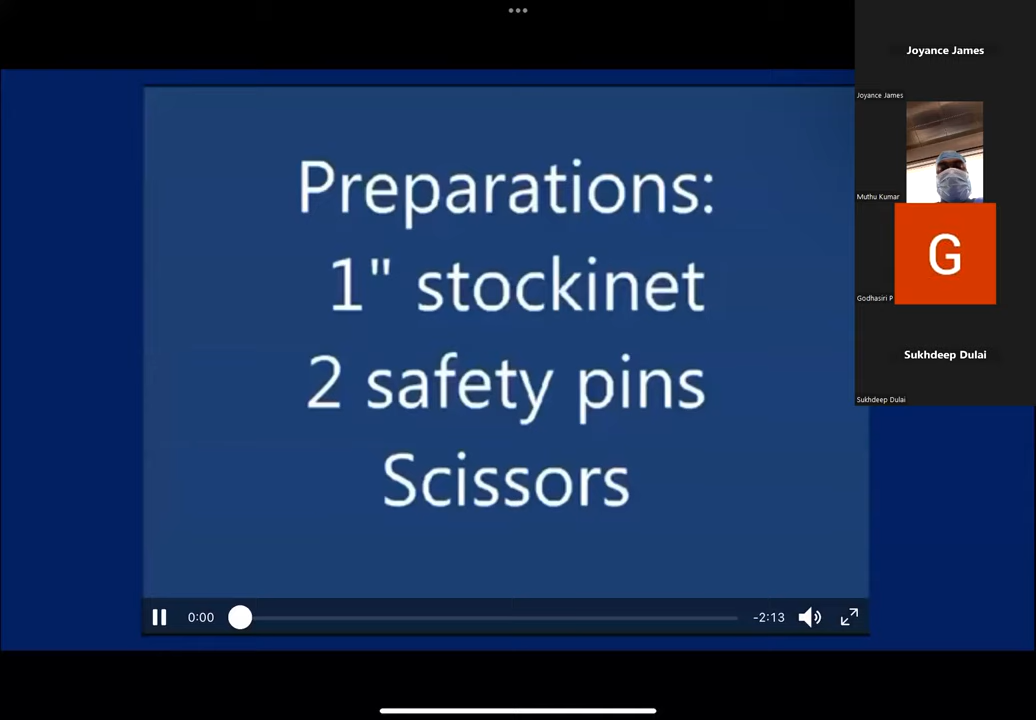 Joyance James
Joyance James
Muthu Kumar
G
Godhasiri P
Sukhdeep Dulai
Sukhdeep Dulai
Preparations:
1" stockinet
2 safety pins
Scissors
0:00
-2:13